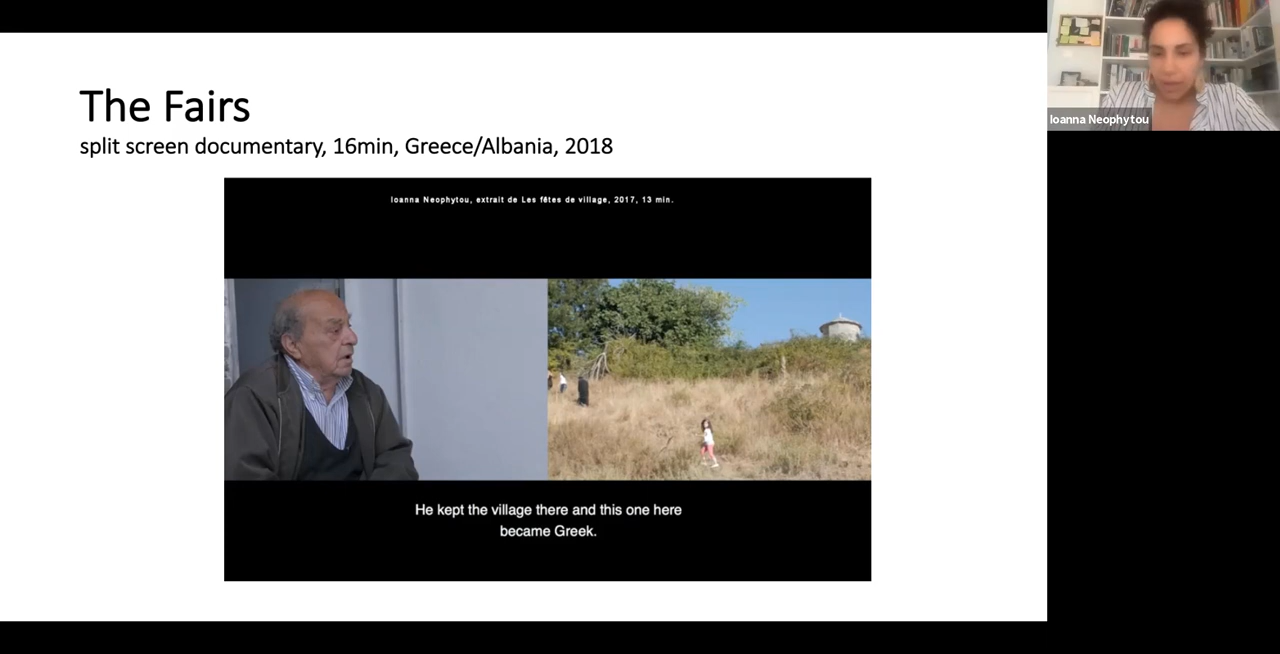 The Fairs
split screen documentary, 16min, Greece/Albania, 2018
Ioanna Neophytou, extrait de Les fêtes de village, 2017, 13 min.
He kept the village there and this one here
became Greek.
Ioanna Neophytou